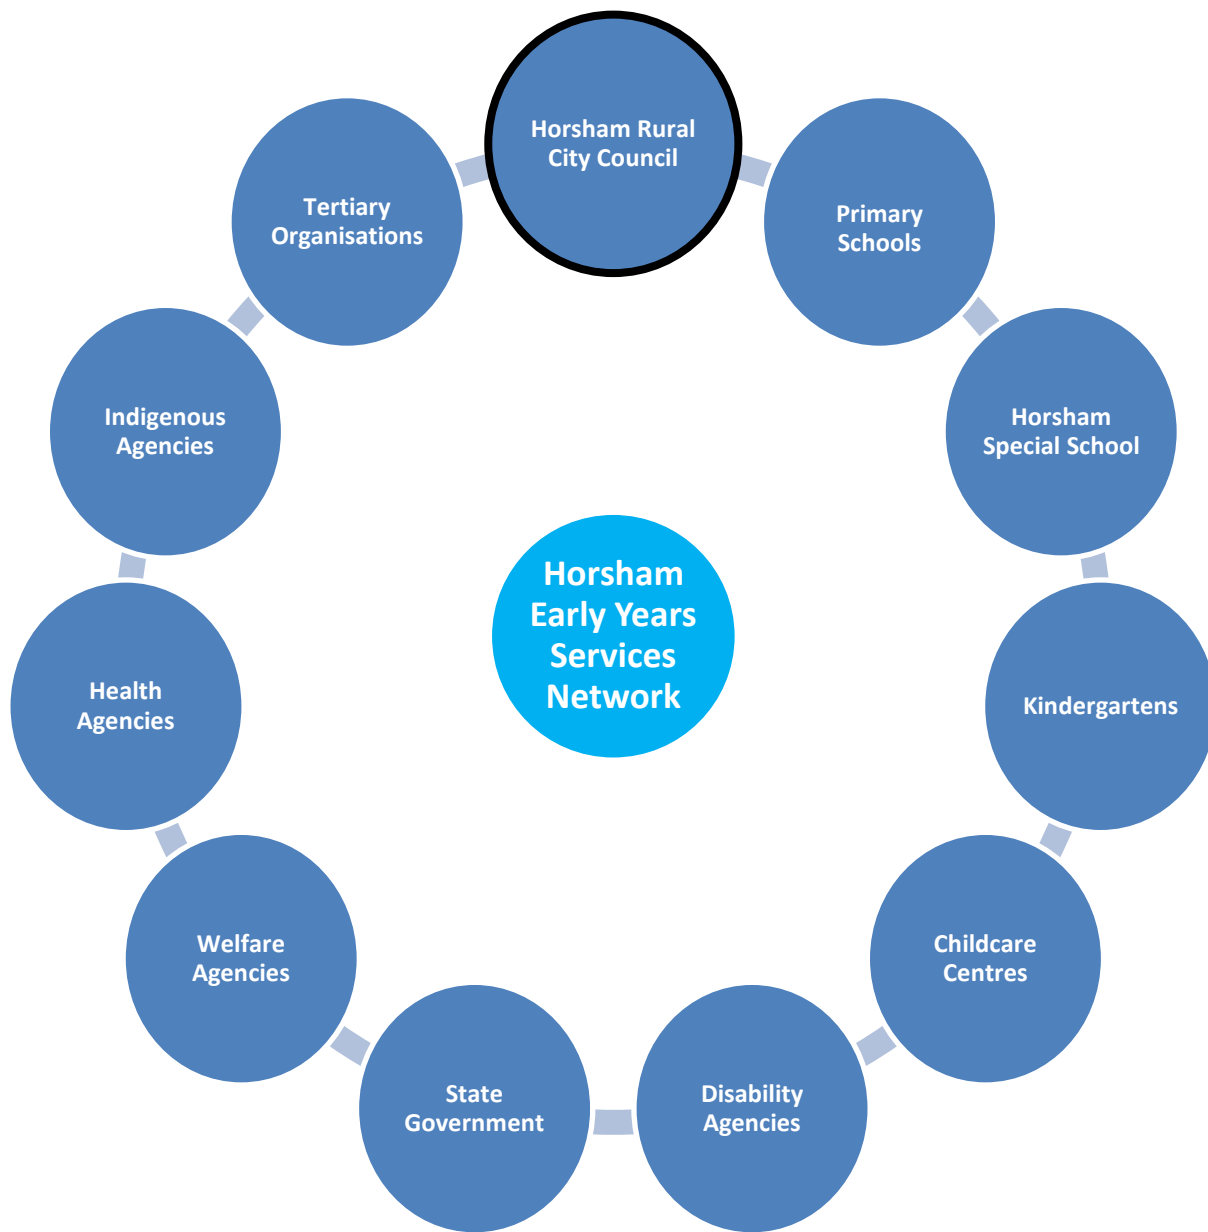 Horsham Rural
City Council
Primary
Schools
Horsham
Special School
Kindergartens
Childcare
Centres
Disability
Agencies
State
Government
Welfare
Agencies
Health
Agencies
Indigenous
Agencies
Tertiary
Organisations
Horsham
Early Years
Services
Network